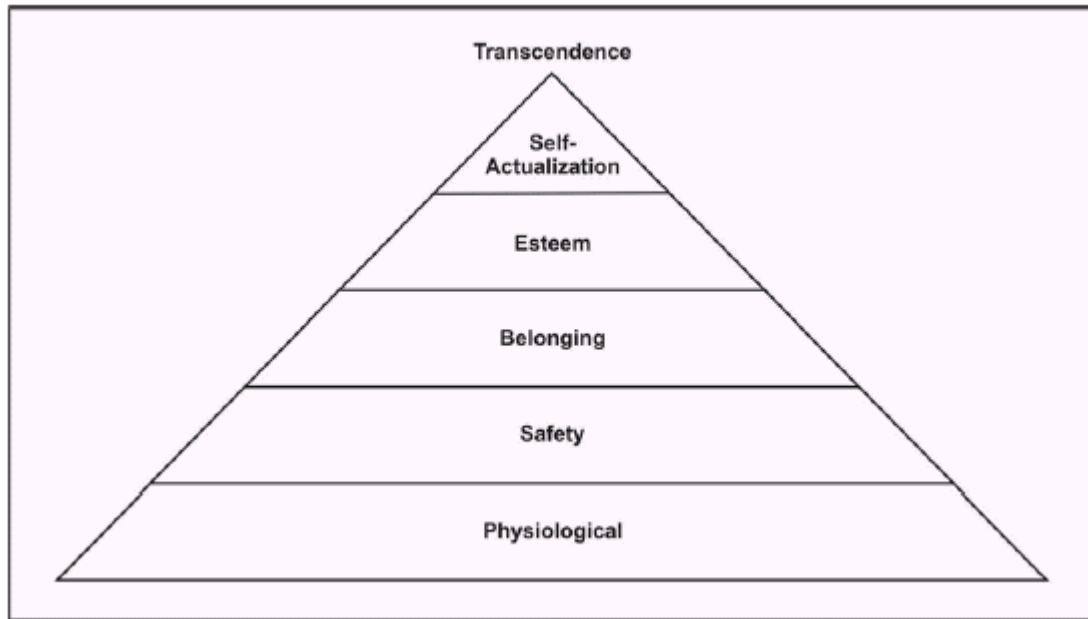 Transcendence
Self-
Actualization
Esteem
Belonging
Safety
Physiological